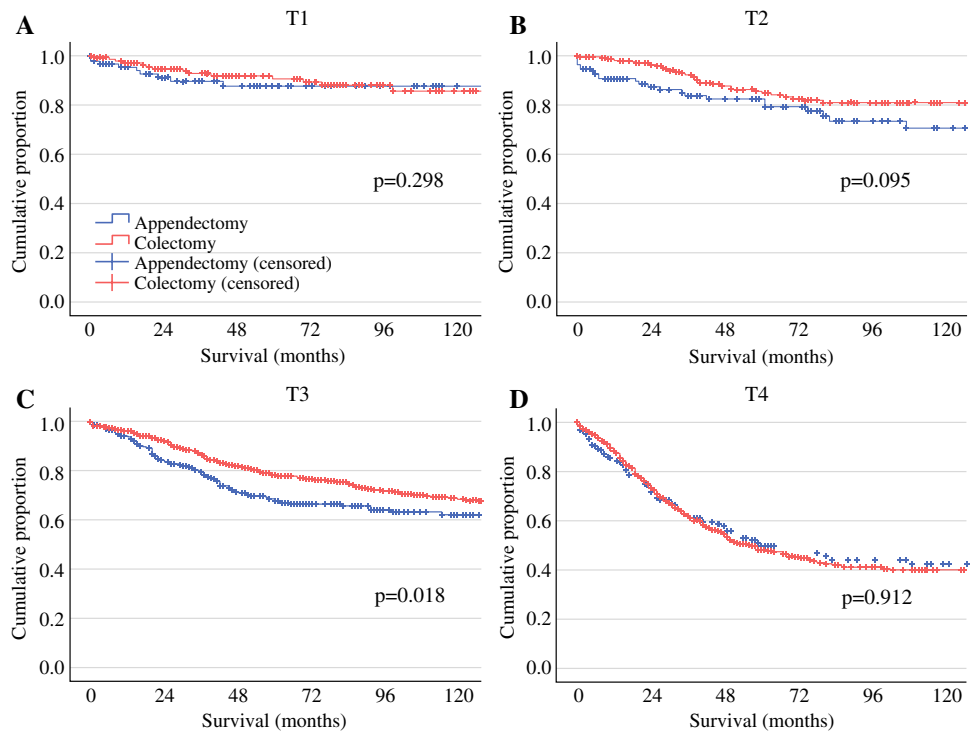 A
T1
Cumulative proportion
1.0
0.8
0.6
0.4
0.2
0.0
p=0.298
Appendectomy
Colectomy
Appendectomy (censored)
Colectomy (censored)
0 24 48 72 96 120
Survival (months)
B
T2
Cumulative proportion
1.0
0.8
0.6
0.4
0.2
0.0
p=0.095
0 24 48 72 96 120
Survival (months)
C
T3
Cumulative proportion
1.0
0.8
0.6
0.4
0.2
0.0
p=0.018
0 24 48 72 96 120
Survival (months)
D
T4
Cumulative proportion
1.0
0.8
0.6
0.4
0.2
0.0
p=0.912
0 24 48 72 96 120
Survival (months)